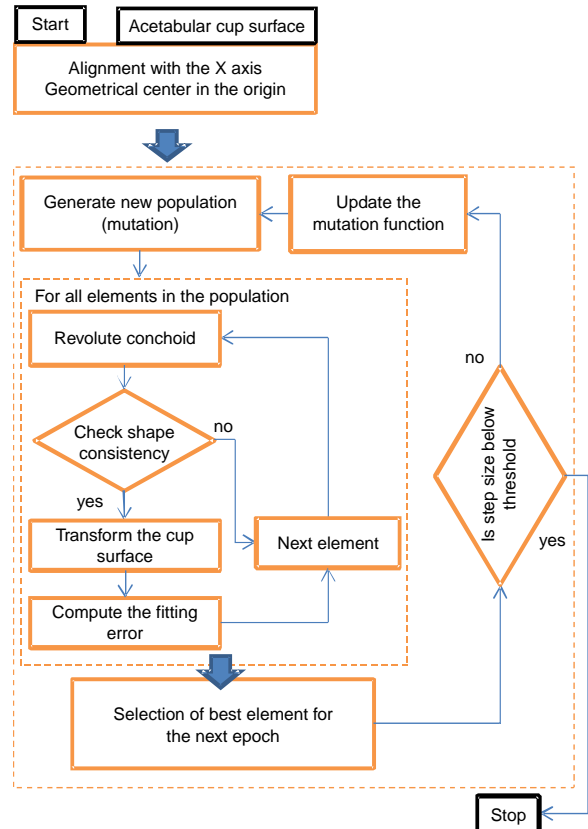 Start
Acetabular cup surface
Alignment with the X axis
Geometrical center in the origin
Generate new population
(mutation)
Update the
mutation function
For all elements in the population
Revolute conchoid
no
Check shape
consistency
no
yes
Is step size below
threshold
yes
Transform the cup
surface
Next element
Compute the fitting
error
Selection of best element for
the next epoch
Stop